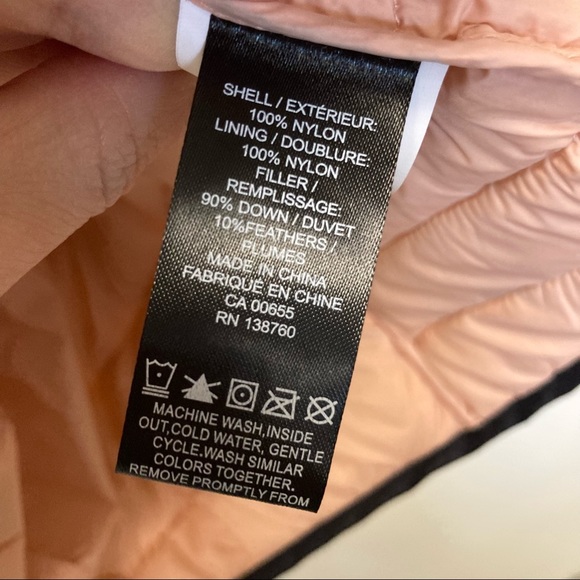 SHELL / EXTÉRIEUR:
100% NYLON
LINING / DOUBLURE:
100% NYLON
FILLER /
REMPLISSAGE:
90% DOWN / DUVET
10%FEATHERS /
PLUMES
MADE IN CHINA
FABRIQUÉ EN CHINE
CA 00655
RN 138760
MACHINE WASH,INSIDE
OUT,COLD WATER, GENTLE
CYCLE.WASH SIMILAR
COLORS TOGETHER.
REMOVE PROMPTLY FROM